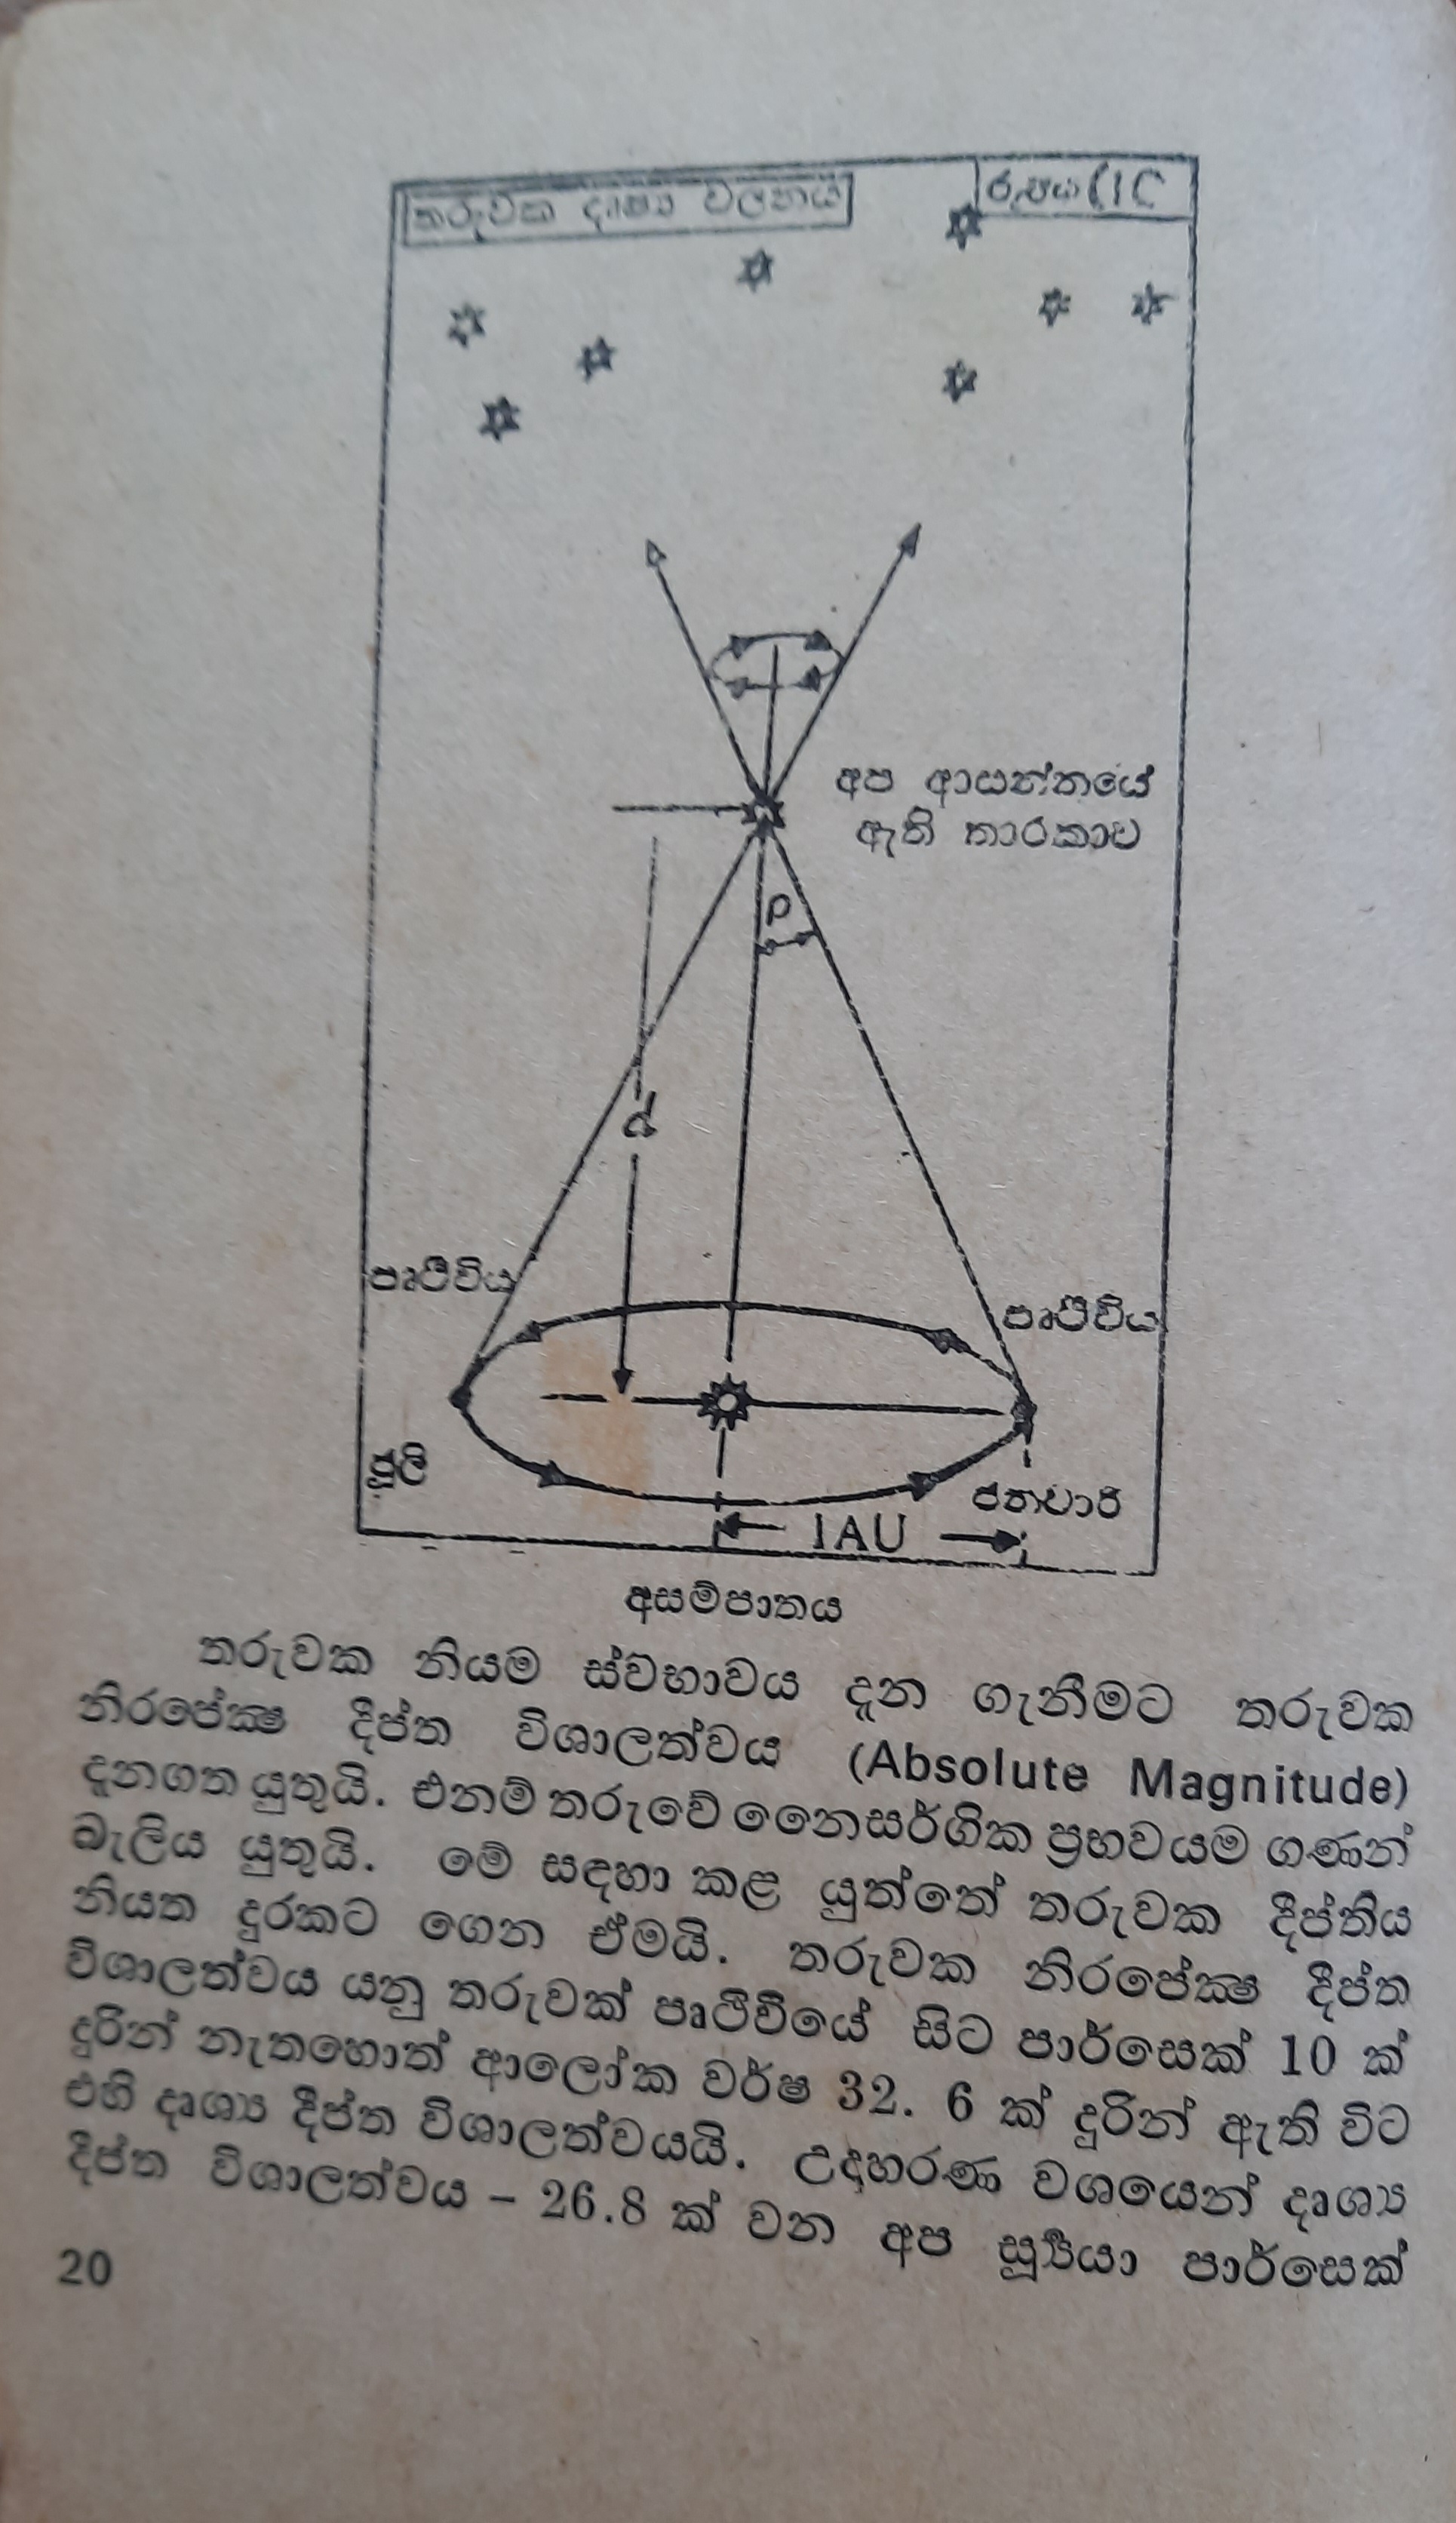 තරුවක දෘෂ්‍ය චලනය
රූපය (1C
අප ආසන්නයේ
ඇති තාරකාව
p
d
පෘථිවිය
පෘථිවිය
ජූලි
ජනවාරි
1AU
අසම්පාතය
තරුවක නියම ස්වභාවය දැන ගැනීමට තරුවක
නිරපේක්‍ෂ දීප්ත විශාලත්වය (Absolute Magnitude)
දැනගත යුතුයි. එනම් තරුවේ නෛසර්ගික ප්‍රභවයම ගණන්
බැලිය යුතුයි. මේ සඳහා කළ යුත්තේ තරුවක දීප්තිය
නියත දුරකට ගෙන ඒමයි. තරුවක නිරපේක්‍ෂ දීප්ත
විශාලත්වය යනු තරුවක් පෘථිවියේ සිට පාර්සෙක් 10 ක්
දුරින් නැතහොත් ආලෝක වර්ෂ 32. 6 ක් දුරින් ඇති විට
එහි දෘශ්‍ය දීප්ත විශාලත්වයයි. උදාහරණ වශයෙන් දෘශ්‍ය
දීප්ත විශාලත්වය – 26.8 ක් වන අප සූර්‍ය්‍යයා පාර්සෙක්
20